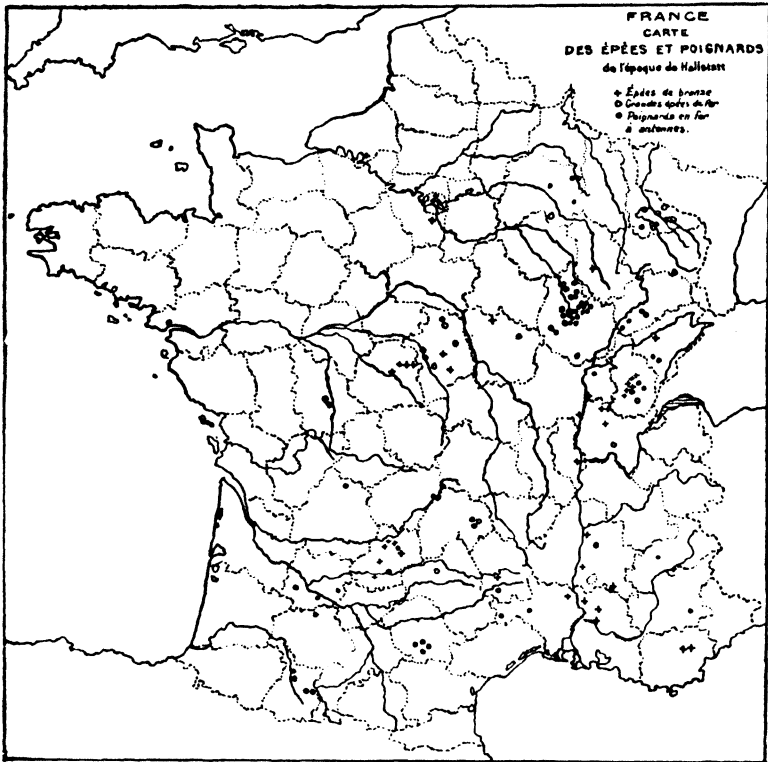 FRANCE
CARTE
DES ÉPÉES ET POIGNARDS
de l'époque de Hallstatt
+ Épées de bronze
o Grandes épées de fer
• Poignards en fer
à antennes.